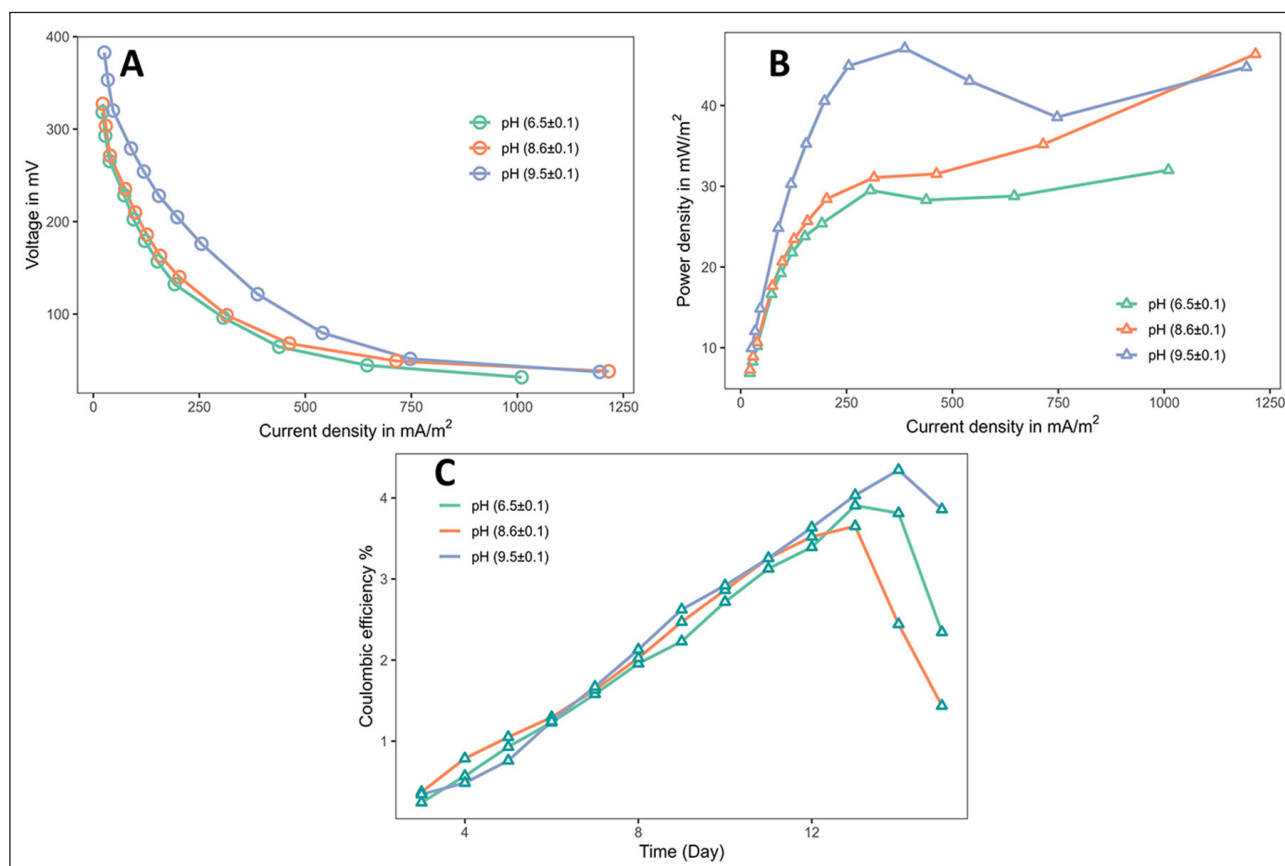 A
400
300
200
100
Voltage in mV
pH (6.5±0.1)
pH (8.6±0.1)
pH (9.5±0.1)
0 250 500 750 1000 1250
Current density in mA/m²
B
40
30
20
10
Power density in mW/m²
pH (6.5±0.1)
pH (8.6±0.1)
pH (9.5±0.1)
0 250 500 750 1000 1250
Current density in mA/m²
C
4
3
2
1
Coulombic efficiency %
pH (6.5±0.1)
pH (8.6±0.1)
pH (9.5±0.1)
4 8 12
Time (Day)